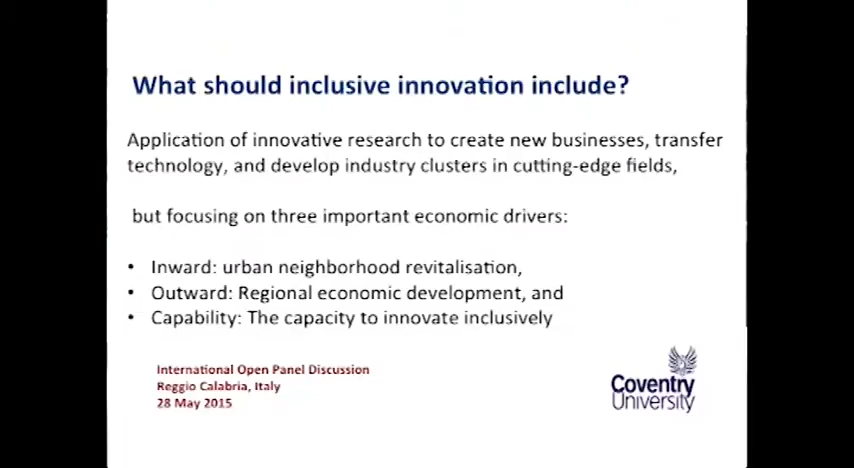 What should inclusive innovation include?
Application of innovative research to create new businesses, transfer
technology, and develop industry clusters in cutting-edge fields,
but focusing on three important economic drivers:
• Inward: urban neighborhood revitalisation,
• Outward: Regional economic development, and
• Capability: The capacity to innovate inclusively
International Open Panel Discussion
Reggio Calabria, Italy
28 May 2015
Coventry
University